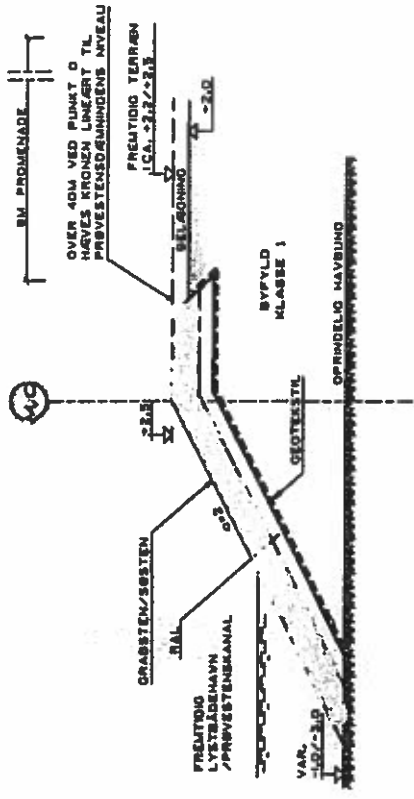 8M PROMENADE
OVER 40M VED PUNKT D
HÆVES KRONEN LINEÆRT TIL
PRØVESTENSDÆMNINGENS NIVEAU
FREMTIDIG TERRÆN
CA. +2,2/+2,5
BELÆGNING
+2,0
+2,5
GRABSTEN/SØSTEN
RAL
FREMTIDIG
LYSTBÅDEHAVN
/PRØVESTENSKANAL
VAR.
-1,0/-3,0
BYFYLD
KLASSE 1
GEOTEKSTIL
OPRINDELIG HAVBUND